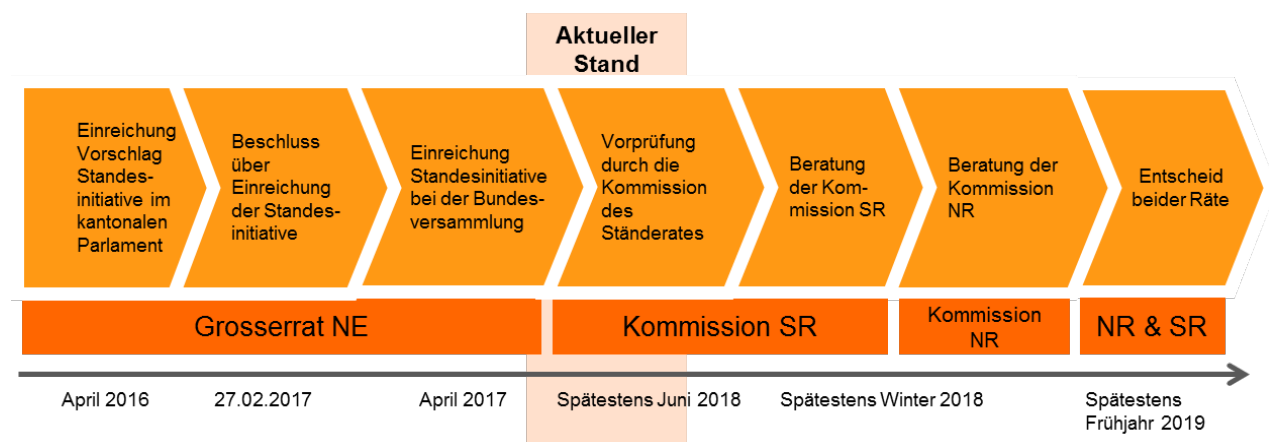 Aktueller
Stand
Einreichung
Vorschlag
Standes-
initiative im
kantonalen
Parlament
Beschluss
über
Einreichung
der Standes-
initiative
Einreichung
Standesinitiative
bei der Bundes-
versammlung
Vorprüfung
durch die
Kommission
des
Ständerates
Beratung
der Kom-
mission SR
Beratung der
Kommission
NR
Entscheid
beider Räte
Grosserrat NE
Kommission SR
Kommission
NR
NR & SR
April 2016
27.02.2017
April 2017
Spätestens Juni 2018
Spätestens Winter 2018
Spätestens
Frühjahr 2019